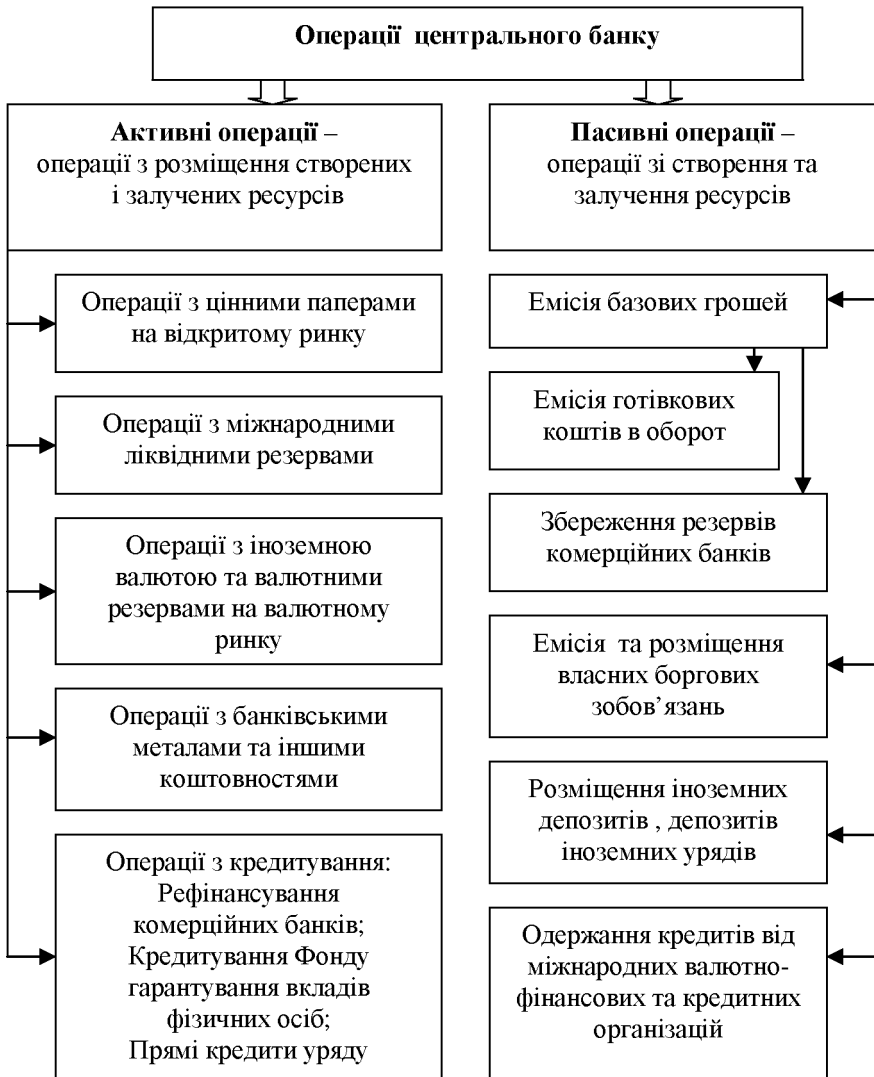 Операції центрального банку
Активні операції –
операції з розміщення створених
і залучених ресурсів
Операції з цінними паперами
на відкритому ринку
Операції з міжнародними
ліквідними резервами
Операції з іноземною
валютою та валютними
резервами на валютному
ринку
Операції з банківськими
металами та іншими
коштовностями
Операції з кредитування:
Рефінансування
комерційних банків;
Кредитування Фонду
гарантування вкладів
фізичних осіб;
Прямі кредити уряду
Пасивні операції –
операції зі створення та
залучення ресурсів
Емісія базових грошей
Емісія готівкових
коштів в оборот
Збереження резервів
комерційних банків
Емісія та розміщення
власних боргових
зобов’язань
Розміщення іноземних
депозитів , депозитів
іноземних урядів
Одержання кредитів від
міжнародних валютно-
фінансових та кредитних
організацій